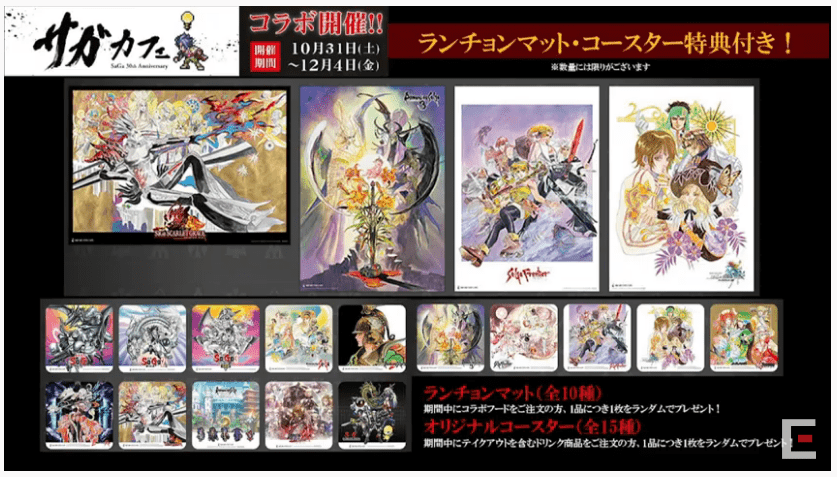 サガカフェ
SaGa 30th Anniversary
コラボ開催!!
開催期間
10月31日(土)
～12月4日(金)
ランチョンマット・コースター特典付き！
※数量には限りがございます
SaGa SCARLET GRACE
Romancing SaGa
SaGa Frontier
ランチョンマット(全10種)
期間中にコラボフードをご注文の方、1品につき1枚をランダムでプレゼント！
オリジナルコースター(全15種)
期間中にテイクアウトを含むドリンク商品をご注文の方、1品につき1枚をランダムでプレゼント！